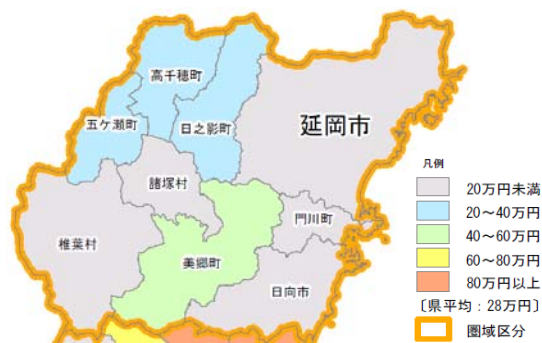 高千穂町
五ケ瀬町
日之影町
延岡市
諸塚村
門川町
椎葉村
美郷町
日向市
凡例
20万円未満
20～40万円
40～60万円
60～80万円
80万円以上
〔県平均：28万円〕
圏域区分